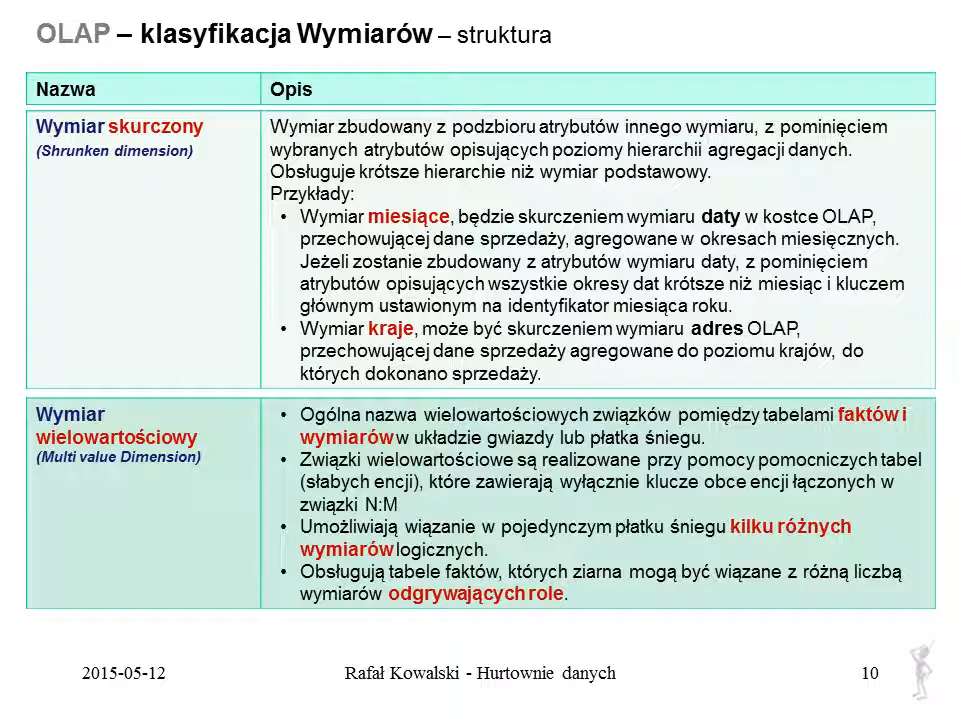 OLAP – klasyfikacja Wymiarów – struktura
Nazwa
Opis
Wymiar skurczony
(Shrunken dimension)
Wymiar zbudowany z podzbioru atrybutów innego wymiaru, z pominięciem
wybranych atrybutów opisujących poziomy hierarchii agregacji danych.
Obsługuje krótsze hierarchie niż wymiar podstawowy.
Przykłady:
• Wymiar miesiące, będzie skurczeniem wymiaru daty w kostce OLAP,
przechowującej dane sprzedaży, agregowane w okresach miesięcznych.
Jeżeli zostanie zbudowany z atrybutów wymiaru daty, z pominięciem
atrybutów opisujących wszystkie okresy dat krótsze niż miesiąc i kluczem
głównym ustawionym na identyfikator miesiąca roku.
• Wymiar kraje, może być skurczeniem wymiaru adres OLAP,
przechowującej dane sprzedaży agregowane do poziomu krajów, do
których dokonano sprzedaży.
Wymiar
wielowartościowy
(Multi value Dimension)
• Ogólna nazwa wielowartościowych związków pomiędzy tabelami faktów i
wymiarów w układzie gwiazdy lub płatka śniegu.
• Związki wielowartościowe są realizowane przy pomocy pomocniczych tabel
(słabych encji), które zawierają wyłącznie klucze obce encji łączonych w
związki N:M
• Umożliwiają wiązanie w pojedynczym płatku śniegu kilku różnych
wymiarów logicznych.
• Obsługują tabele faktów, których ziarna mogą być wiązane z różną liczbą
wymiarów odgrywających role.
2015-05-12
Rafał Kowalski - Hurtownie danych
10